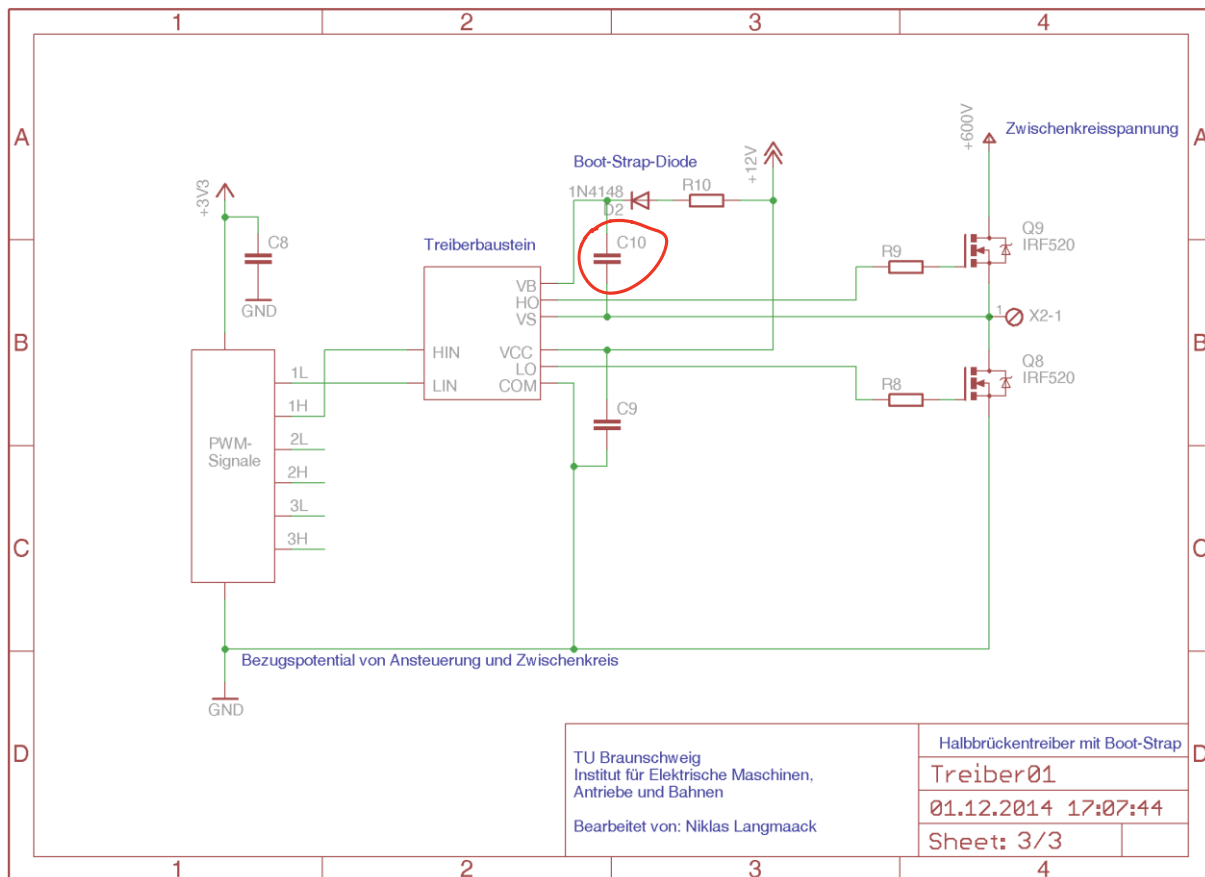 1 2 3 4
A A
Zwischenkreisspannung
+600V
+12V
Boot-Strap-Diode
+3V3
1N4148
D2
R10
C8
C10
Treiberbaustein
Q9
IRF520
R9
GND
VB
HO
VS
1
X2-1
B B
HIN
VCC
LO
LIN
COM
Q8
IRF520
R8
1L
1H
C9
PWM-
Signale
2L
2H
3L
3H
C C
Bezugspotential von Ansteuerung und Zwischenkreis
GND
D D
TU Braunschweig
Institut für Elektrische Maschinen,
Antriebe und Bahnen
Bearbeitet von: Niklas Langmaack
Halbbrückentreiber mit Boot-Strap
Treiber01
01.12.2014 17:07:44
Sheet: 3/3
1 2 3 4